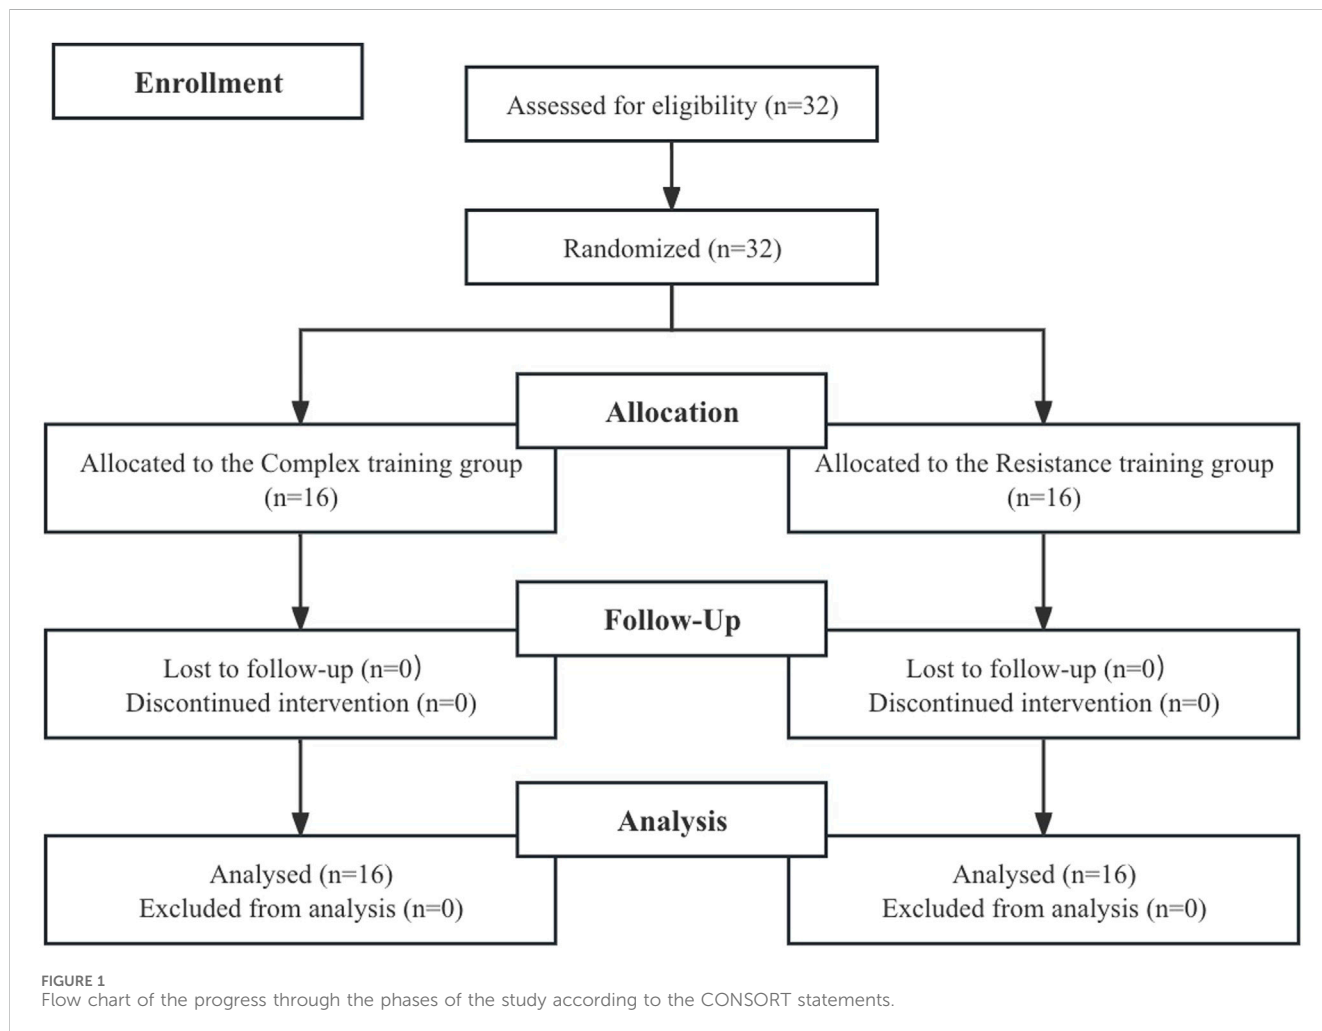 Enrollment
Assessed for eligibility (n=32)
Randomized (n=32)
Allocation
Allocated to the Complex training group
(n=16)
Allocated to the Resistance training group
(n=16)
Follow-Up
Lost to follow-up (n=0)
Discontinued intervention (n=0)
Lost to follow-up (n=0)
Discontinued intervention (n=0)
Analysis
Analysed (n=16)
Excluded from analysis (n=0)
Analysed (n=16)
Excluded from analysis (n=0)
FIGURE 1
Flow chart of the progress through the phases of the study according to the CONSORT statements.